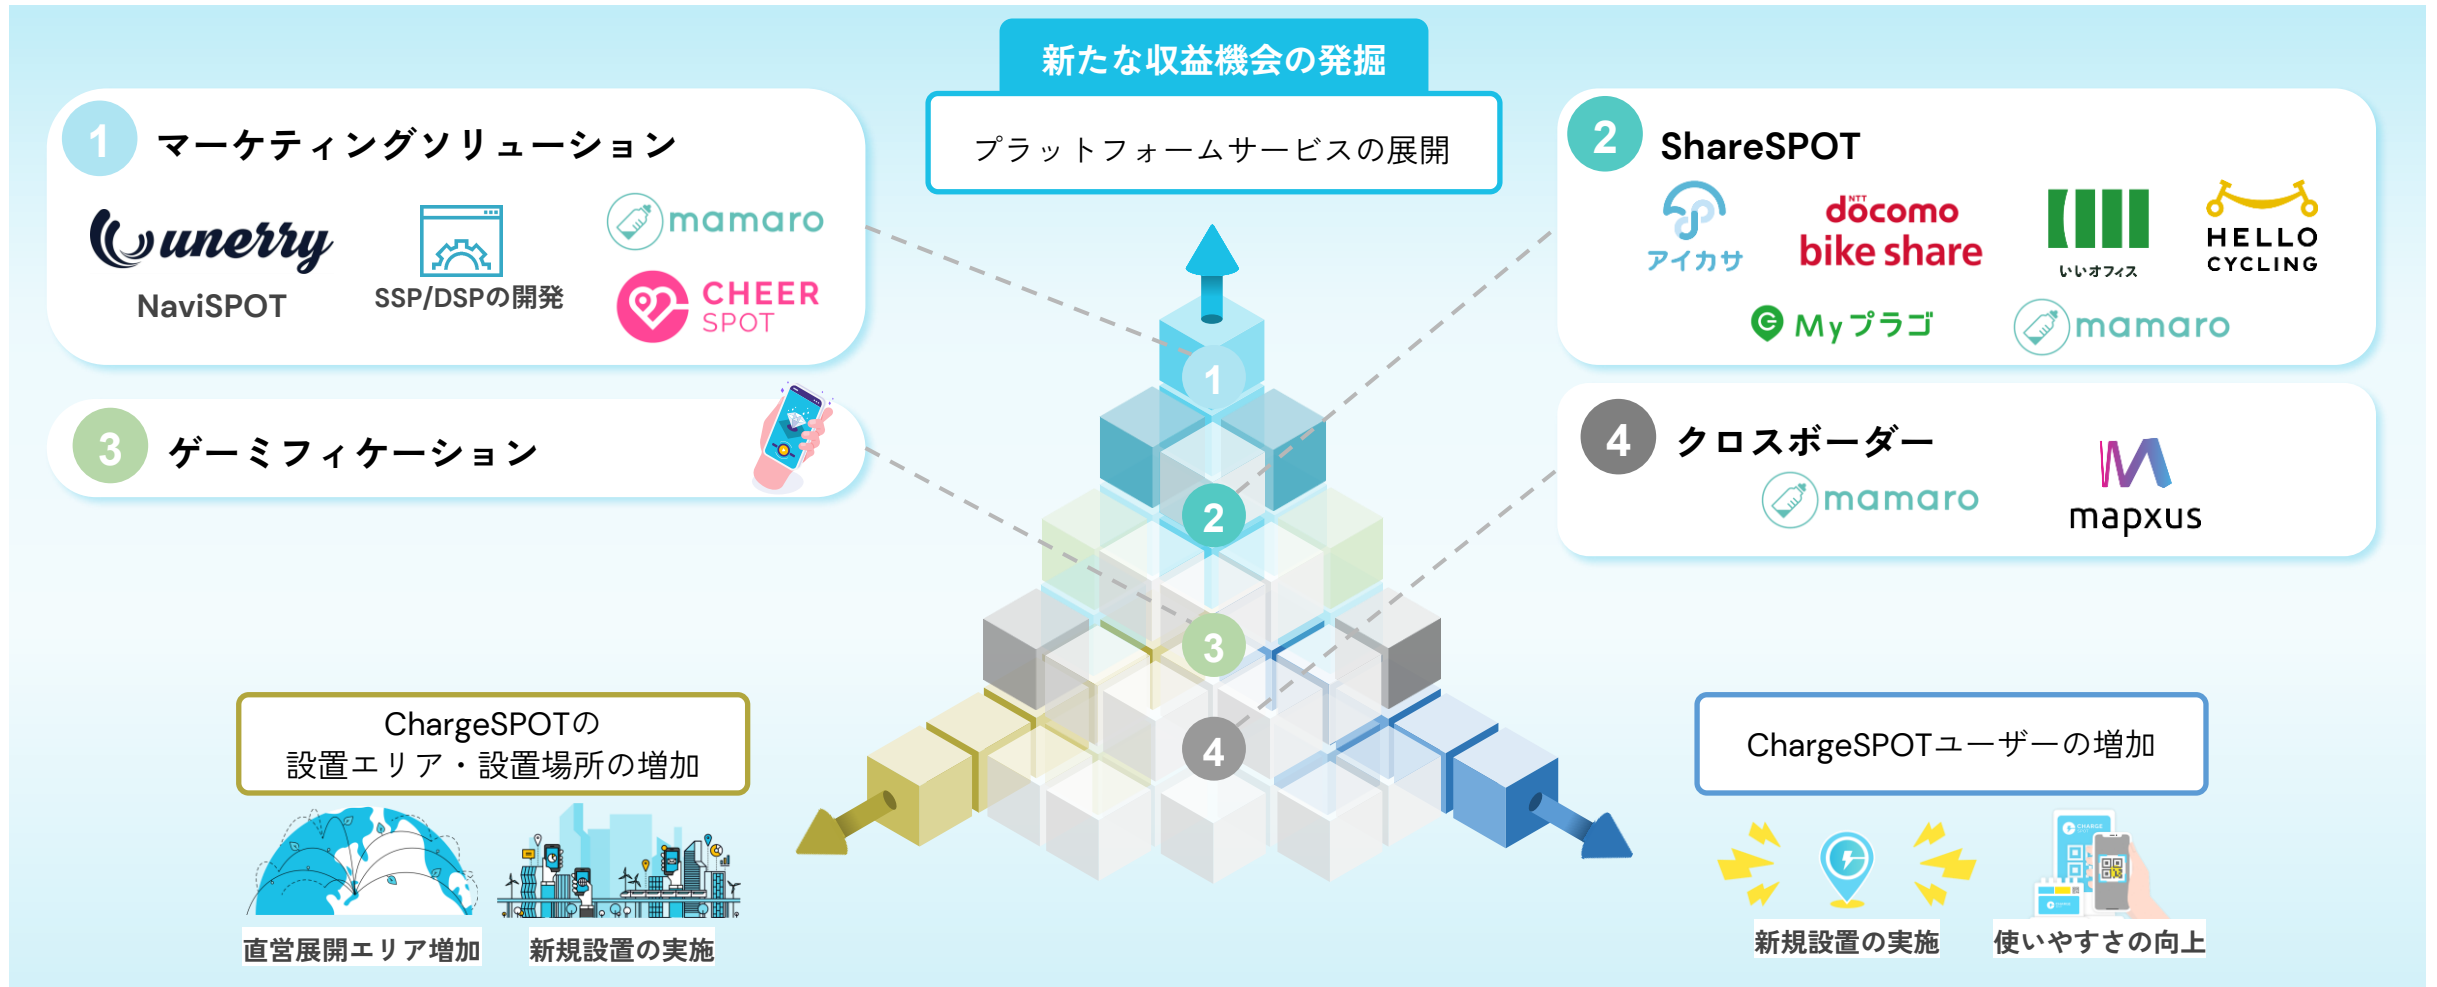 新たな収益機会の発掘
プラットフォームサービスの展開
1
マーケティングソリューション
unerry
NaviSPOT
SSP/DSPの開発
mamaro
CHEER
SPOT
2
ShareSPOT
アイカサ
NTT
docomo
bike share
いいオフィス
HELLO
CYCLING
Myプラゴ
mamaro
3
ゲーミフィケーション
4
クロスボーダー
mamaro
mapxus
1
2
3
4
ChargeSPOTの
設置エリア・設置場所の増加
直営展開エリア増加
新規設置の実施
ChargeSPOTユーザーの増加
CHARGE
新規設置の実施
使いやすさの向上